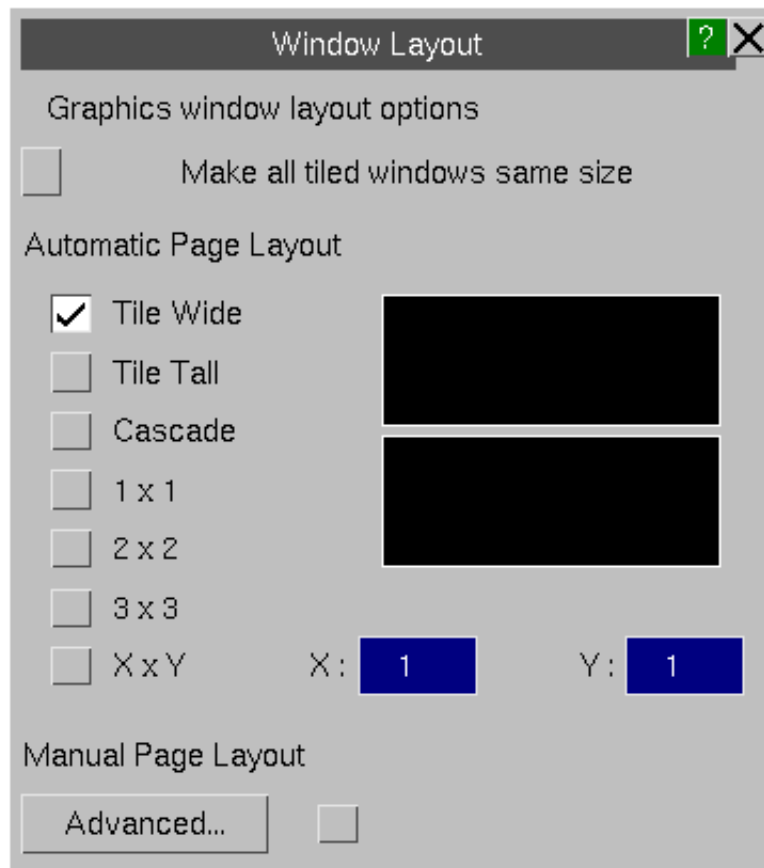 Window Layout ?
Graphics window layout options
Make all tiled windows same size
Automatic Page Layout
Tile Wide
Tile Tall
Cascade
1 x 1
2 x 2
3 x 3
X x Y X : 1 Y : 1
Manual Page Layout
Advanced...